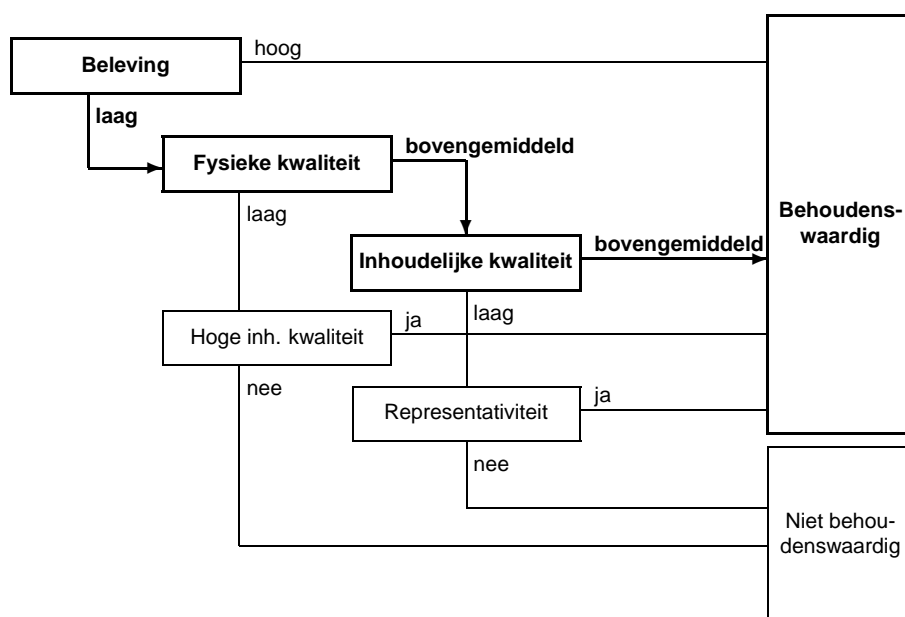 hoog
Beleving
laag
bovengemiddeld
Fysieke kwaliteit
laag
Behoudens-
waardig
bovengemiddeld
Inhoudelijke kwaliteit
laag
ja
Hoge inh. kwaliteit
nee
ja
Representativiteit
nee
Niet behou-
denswaardig